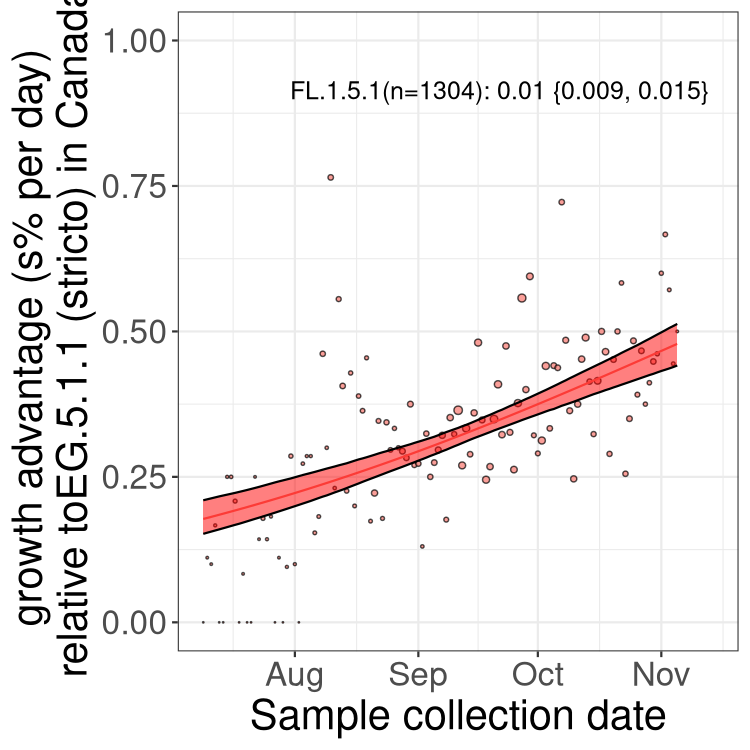 growth advantage (s% per day)
relative toEG.5.1.1 (stricto) in Canada
1.00
0.75
0.50
0.25
0.00
FL.1.5.1(n=1304): 0.01 {0.009, 0.015}
Aug Sep Oct Nov
Sample collection date